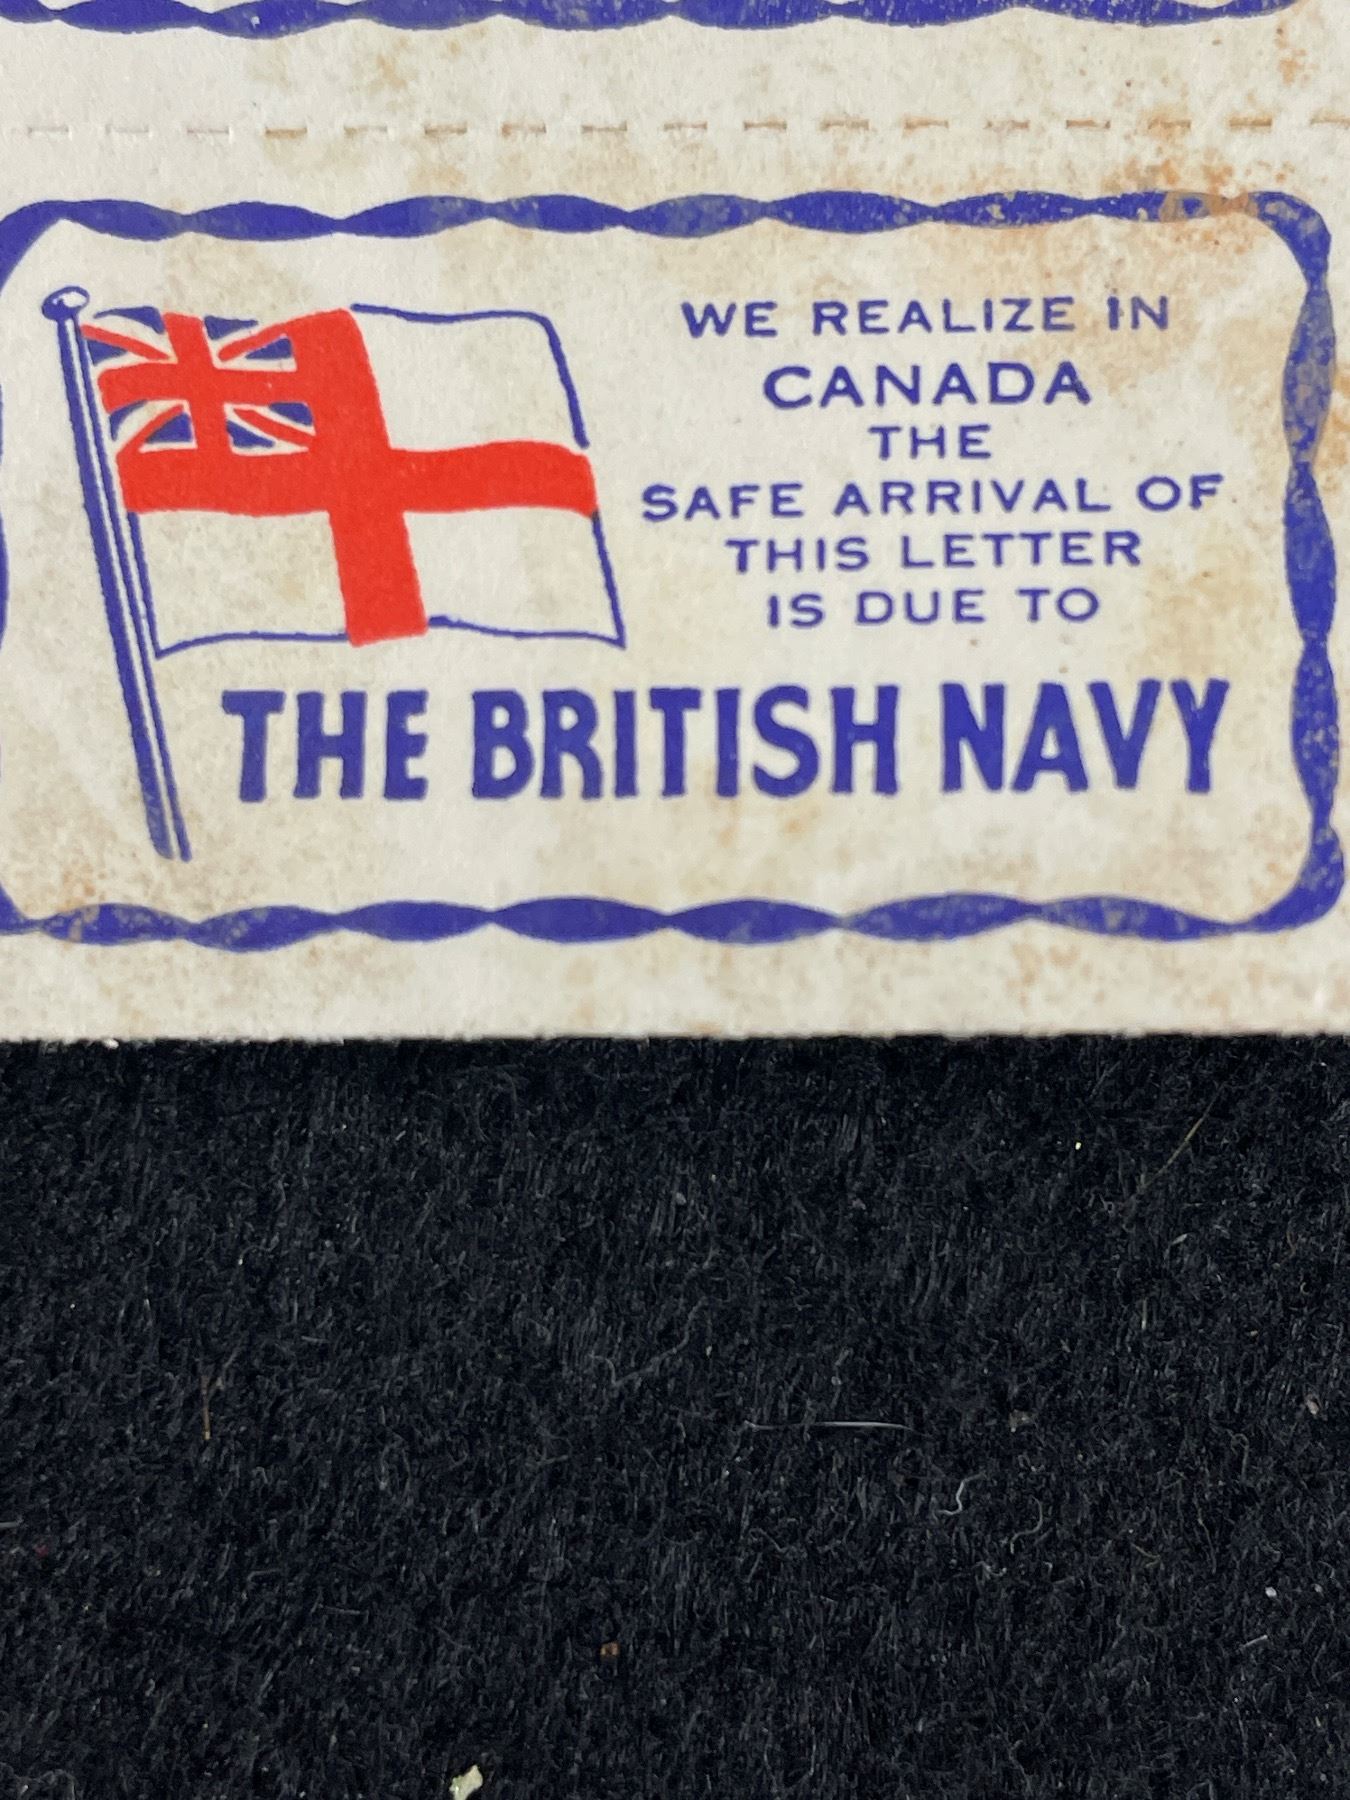 WE REALIZE IN
CANADA
THE
SAFE ARRIVAL OF
THIS LETTER
IS DUE TO
THE BRITISH NAVY